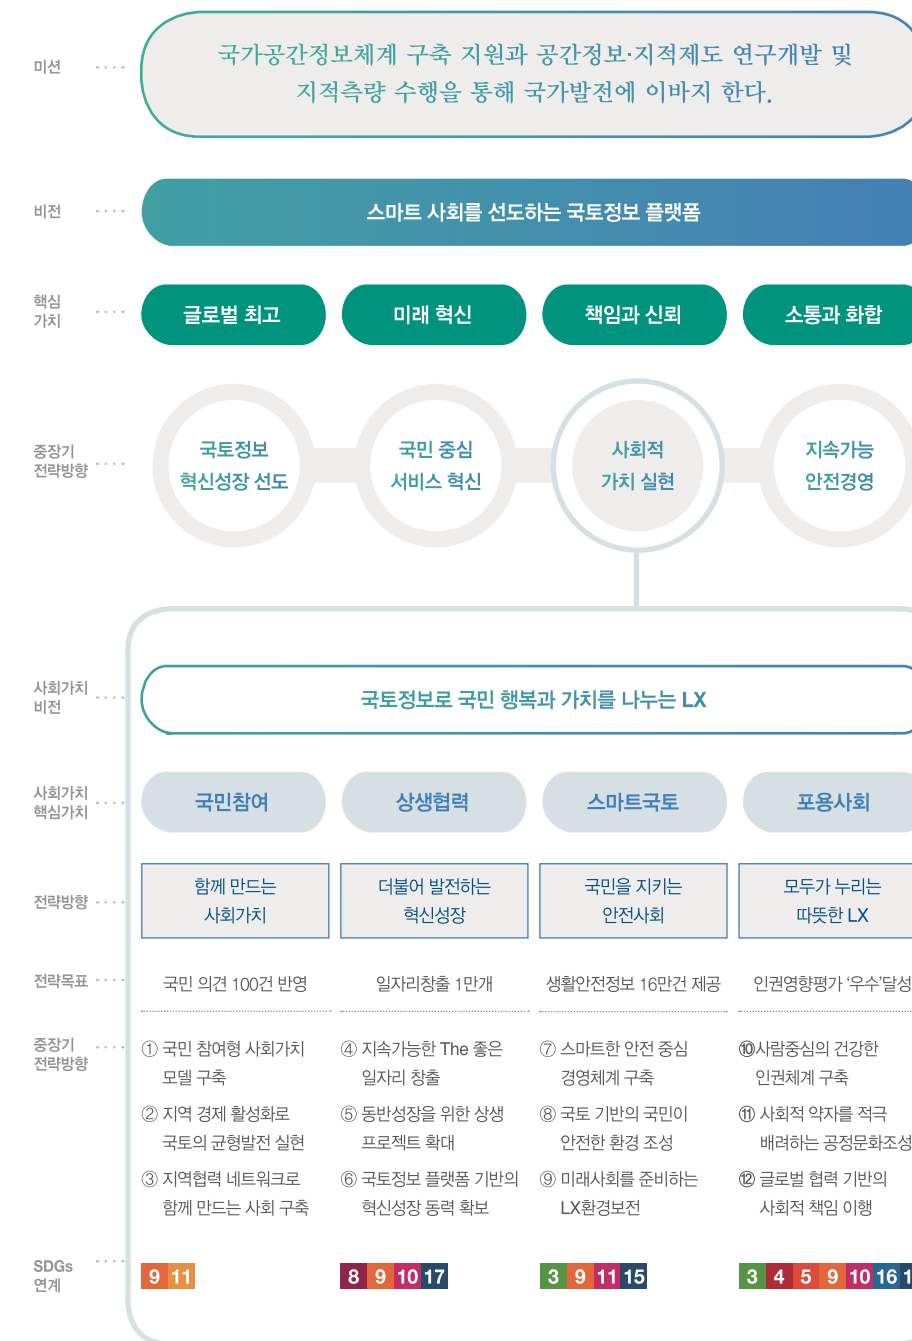 미션
국가공간정보체계 구축 지원과 공간정보·지적제도 연구개발 및
지적측량 수행을 통해 국가발전에 이바지 한다.
비전
스마트 사회를 선도하는 국토정보 플랫폼
핵심
가치
글로벌 최고
미래 혁신
책임과 신뢰
소통과 화합
중장기
전략방향
국토정보
혁신성장 선도
국민 중심
서비스 혁신
사회적
가치 실현
지속가능
안전경영
사회가치
비전
국토정보로 국민 행복과 가치를 나누는 LX
사회가치
핵심가치
국민참여
상생협력
스마트국토
포용사회
전략방향
함께 만드는
사회가치
더불어 발전하는
혁신성장
국민을 지키는
안전사회
모두가 누리는
따뜻한 LX
전략목표
국민 의견 100건 반영
일자리창출 1만개
생활안전정보 16만건 제공
인권영향평가 ‘우수’달성
중장기
전략방향
① 국민 참여형 사회가치
모델 구축
② 지역 경제 활성화로
국토의 균형발전 실현
③ 지역협력 네트워크로
함께 만드는 사회 구축
④ 지속가능한 The 좋은
일자리 창출
⑤ 동반성장을 위한 상생
프로젝트 확대
⑥ 국토정보 플랫폼 기반의
혁신성장 동력 확보
⑦ 스마트한 안전 중심
경영체계 구축
⑧ 국토 기반의 국민이
안전한 환경 조성
⑨ 미래사회를 준비하는
LX환경보전
⑩사람중심의 건강한
인권체계 구축
⑪ 사회적 약자를 적극
배려하는 공정문화조성
⑫ 글로벌 협력 기반의
사회적 책임 이행
SDGs
연계
9 11
8 9 10 17
3 9 11 15
3 4 5 9 10 16